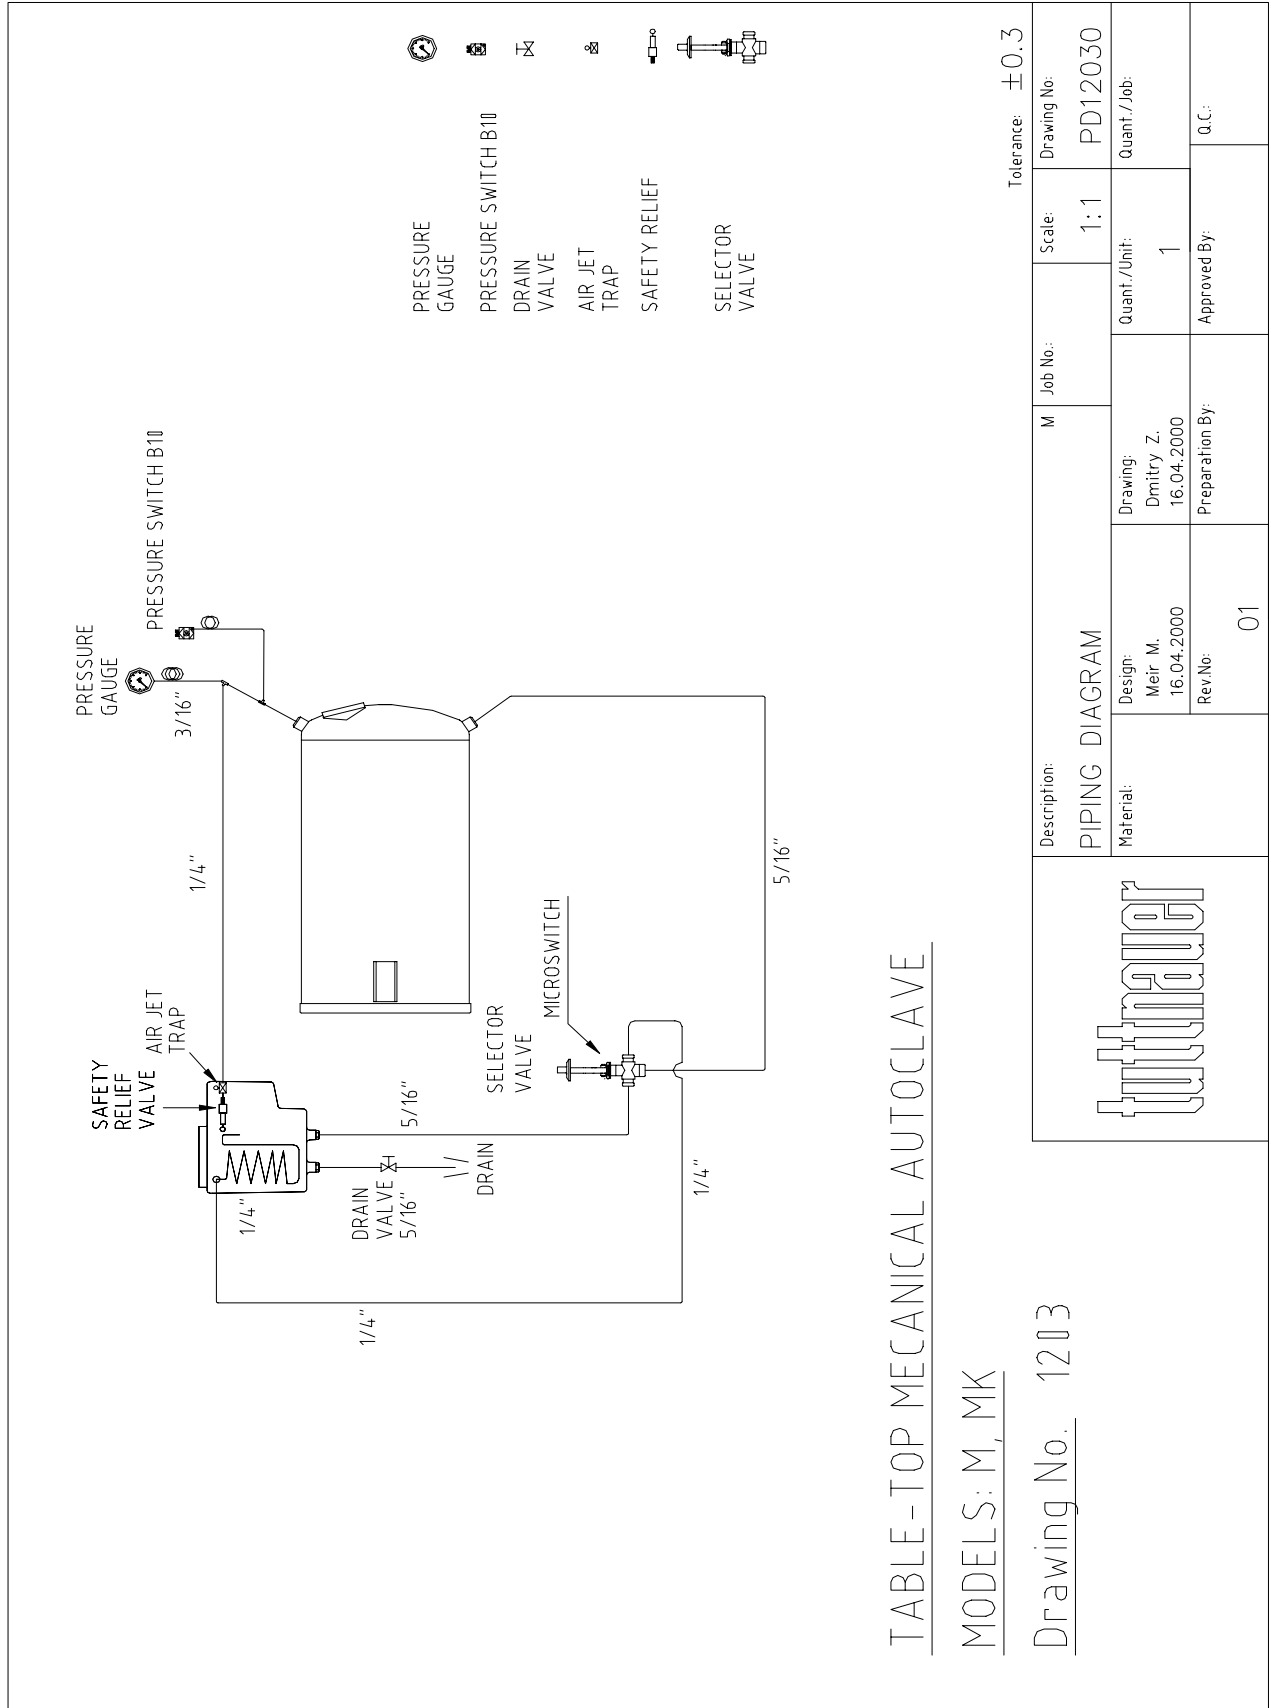 PRESSURE
GAUGE
PRESSURE SWITCH B10
3/16"
1/4"
SAFETY
RELIEF
VALVE
AIR JET
TRAP
1/4"
DRAIN
VALVE
5/16"
DRAIN
5/16"
SELECTOR
VALVE
MICROSWITCH
1/4"
1/4"
5/16"
PRESSURE
GAUGE
PRESSURE SWITCH B10
DRAIN
VALVE
AIR JET
TRAP
SAFETY RELIEF
SELECTOR
VALVE
TABLE-TOP MECANICAL AUTOCLAVE
MODELS: M, MK
Drawing No. 1203
Tolerance: ±0.3
tuttnauer
Description:
PIPING DIAGRAM
M
Job No.:
Scale:
1:1
Drawing No:
PD12030
Material:
Design:
Meir M.
16.04.2000
Drawing:
Dmitry Z.
16.04.2000
Quant./Unit:
1
Quant./Job:
Rev.No:
01
Preparation By:
Approved By:
Q.C.: